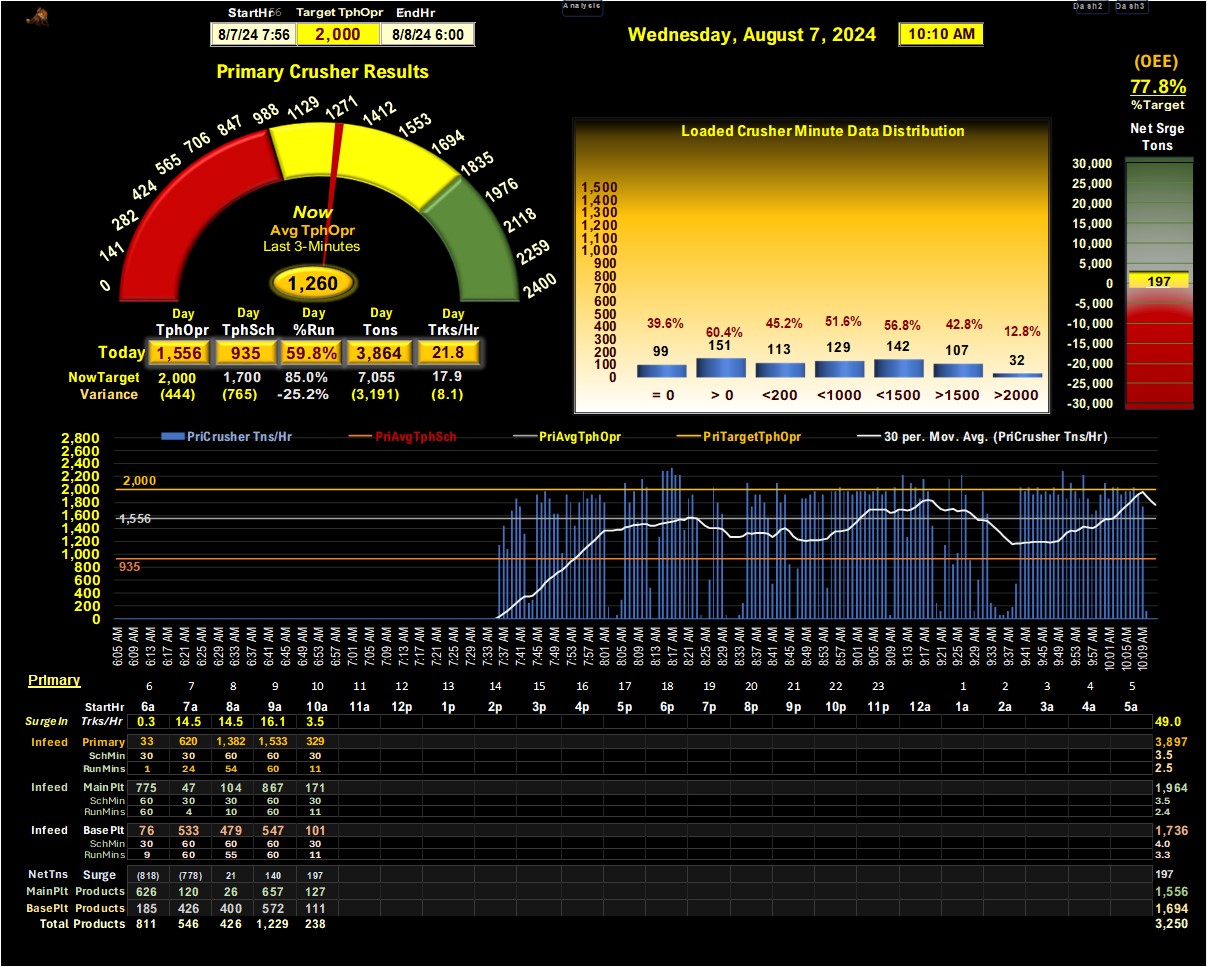 StartHr Target TphOpr EndHr
8/7/24 7:56 2,000 8/8/24 6:00
Analysis
Dash2 Dash3
Wednesday, August 7, 2024 10:10 AM
Primary Crusher Results
0 141 282 424 565 706 847 988 1129 1271 1412 1553 1694 1835 1976 2118 2259 2400
Now
Avg TphOpr
Last 3-Minutes
1,260
Day Day Day Day Day
TphOpr TphSch %Run Tons Trks/Hr
Today 1,556 935 59.8% 3,864 21.8
NowTarget 2,000 1,700 85.0% 7,055 17.9
Variance (444) (765) -25.2% (3,191) (8.1)
Loaded Crusher Minute Data Distribution
1,500
1,400
1,300
1,200
1,100
1,000
900
800
700
600
500
400
300
200
100
0
39.6% 60.4% 45.2% 51.6% 56.8% 42.8% 12.8%
99 151 113 129 142 107 32
= 0 > 0 <200 <1000 <1500 >1500 >2000
(OEE)
77.8%
%Target
Net Srge
Tons
30,000
25,000
20,000
15,000
10,000
5,000
0
-5,000
-10,000
-15,000
-20,000
-25,000
-30,000
197
PriCrusher Tns/Hr PriAvgTphSch PriAvgTphOpr PriTargetTphOpr 30 per. Mov. Avg. (PriCrusher Tns/Hr)
2,800
2,600
2,400
2,200
2,000
1,800
1,600
1,400
1,200
1,000
800
600
400
200
0
2,000
1,556
935
6:05 AM 6:09 AM 6:13 AM 6:17 AM 6:21 AM 6:25 AM 6:29 AM 6:33 AM 6:37 AM 6:41 AM 6:45 AM 6:49 AM 6:53 AM 6:57 AM 7:01 AM 7:05 AM 7:09 AM 7:13 AM 7:17 AM 7:21 AM 7:25 AM 7:29 AM 7:33 AM 7:37 AM 7:41 AM 7:45 AM 7:49 AM 7:53 AM 7:57 AM 8:01 AM 8:05 AM 8:09 AM 8:13 AM 8:17 AM 8:21 AM 8:25 AM 8:29 AM 8:33 AM 8:37 AM 8:41 AM 8:45 AM 8:49 AM 8:53 AM 8:57 AM 9:01 AM 9:05 AM 9:09 AM 9:13 AM 9:17 AM 9:21 AM 9:25 AM 9:29 AM 9:33 AM 9:37 AM 9:41 AM 9:45 AM 9:49 AM 9:53 AM 9:57 AM 10:01 AM 10:05 AM 10:09 AM
Primary
6 7 8 9 10 11 12 13 14 15 16 17 18 19 20 21 22 23 1 2 3 4 5
StartHr 6a 7a 8a 9a 10a 11a 12p 1p 2p 3p 4p 5p 6p 7p 8p 9p 10p 11p 12a 1a 2a 3a 4a 5a
SurgeIn Trks/Hr 0.3 14.5 14.5 16.1 3.5 49.0
Infeed Primary 33 620 1,382 1,533 329 3,897
SchMin 30 30 60 60 30 3.5
RunMins 1 24 54 60 11 2.5
Infeed Main Plt 775 47 104 867 171 1,964
SchMin 60 30 30 60 30 3.5
RunMins 60 4 10 60 11 2.4
Infeed Base Plt 76 533 479 547 101 1,736
SchMin 30 60 60 60 30 4.0
RunMins 9 60 55 60 11 3.3
NetTns Surge (818) (778) 21 140 197 197
MainPlt Products 626 120 26 657 127 1,556
BasePlt Products 185 426 400 572 111 1,694
Total Products 811 546 426 1,229 238 3,250